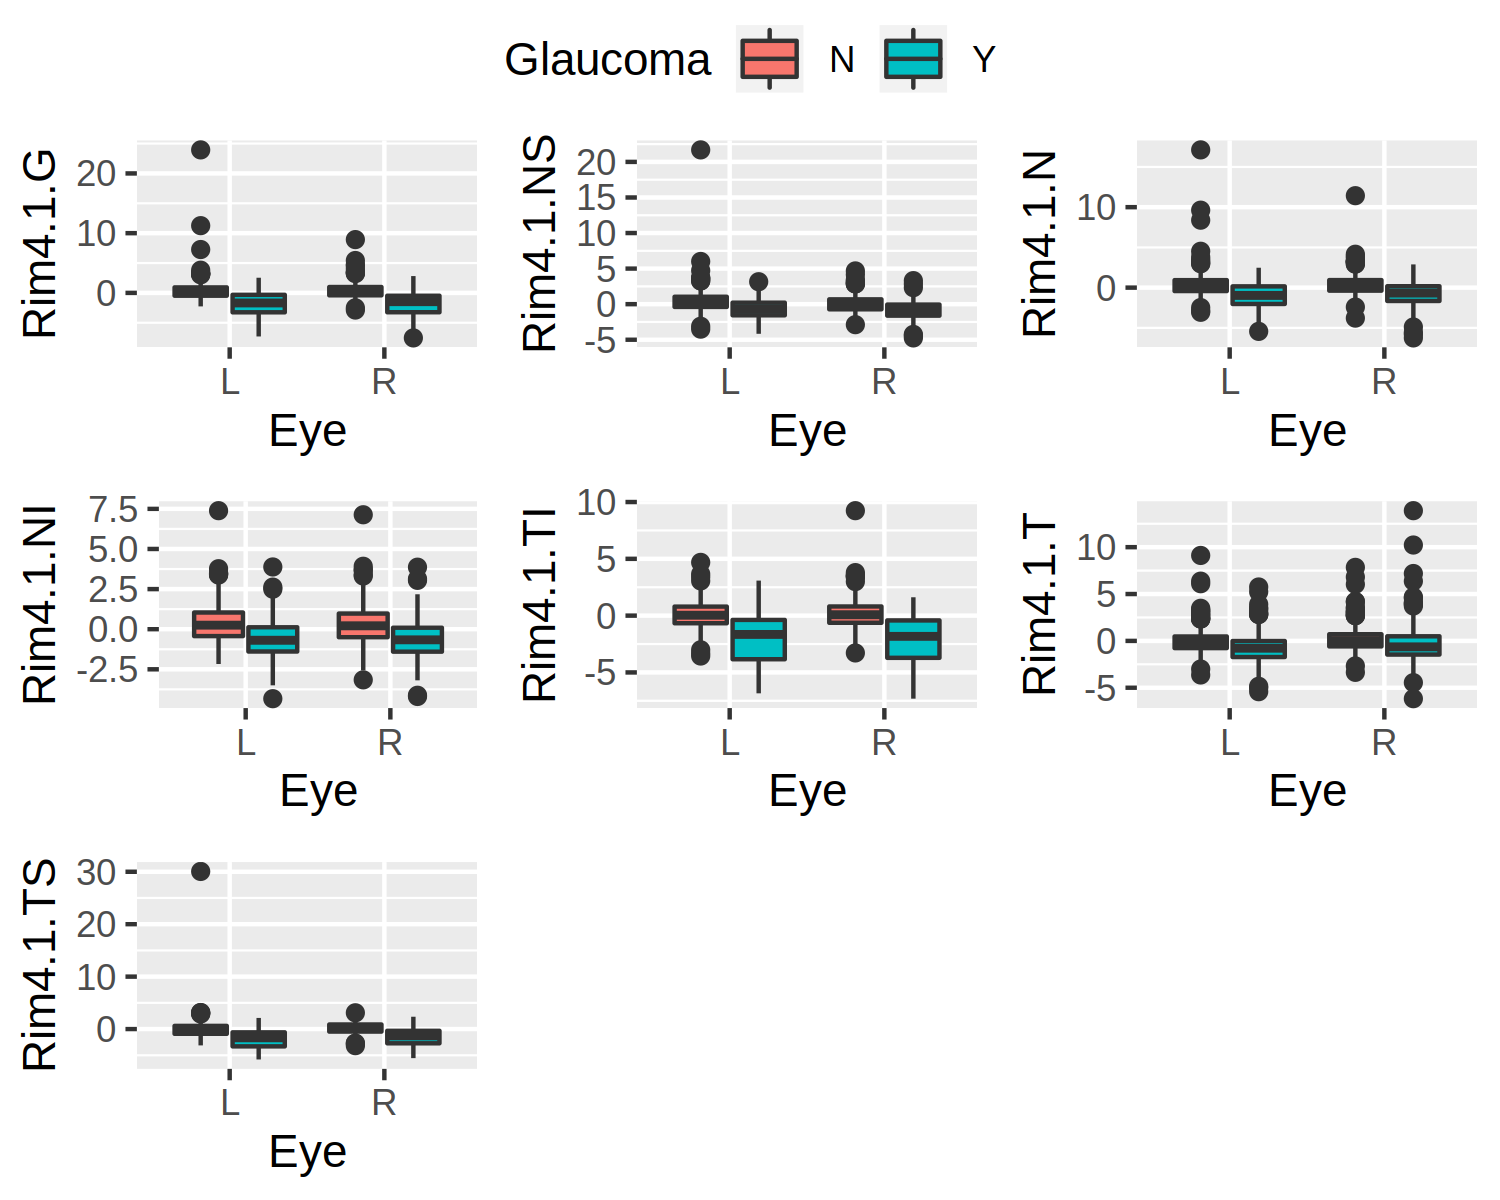 Glaucoma N Y
Rim4.1.G
20
10
0
L R
Eye
Rim4.1.NS
20
15
10
5
0
-5
L R
Eye
Rim4.1.N
10
0
L R
Eye
Rim4.1.NI
7.5
5.0
2.5
0.0
-2.5
L R
Eye
Rim4.1.TI
10
5
0
-5
L R
Eye
Rim4.1.T
10
5
0
-5
L R
Eye
Rim4.1.TS
30
20
10
0
L R
Eye